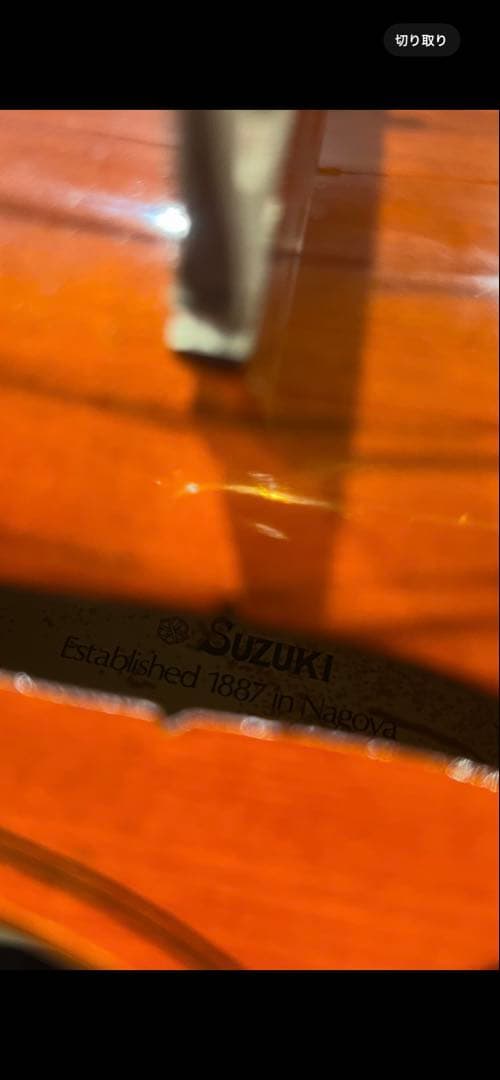 切り取り
SUZUKI
Established 1887 in Nagoya